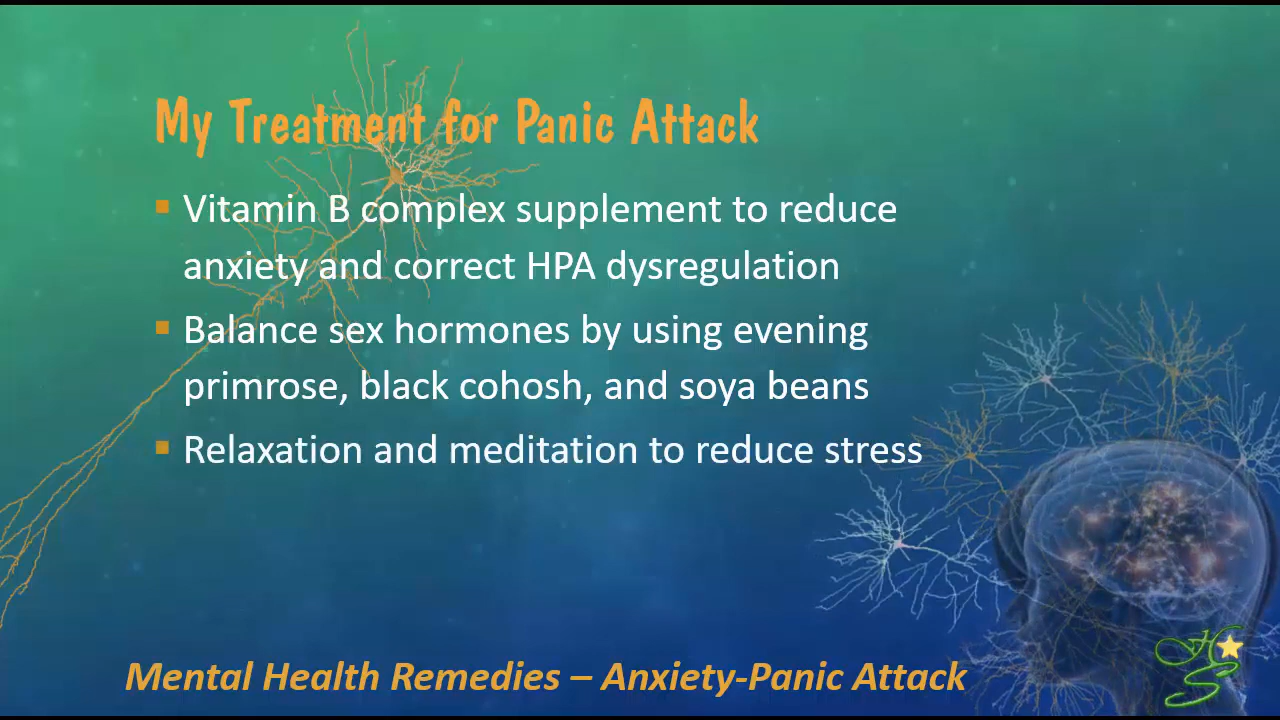 My Treatment for Panic Attack
Vitamin B complex supplement to reduce
anxiety and correct HPA dysregulation
Balance sex hormones by using evening
primrose, black cohosh, and soya beans
Relaxation and meditation to reduce stress
Mental Health Remedies – Anxiety-Panic Attack